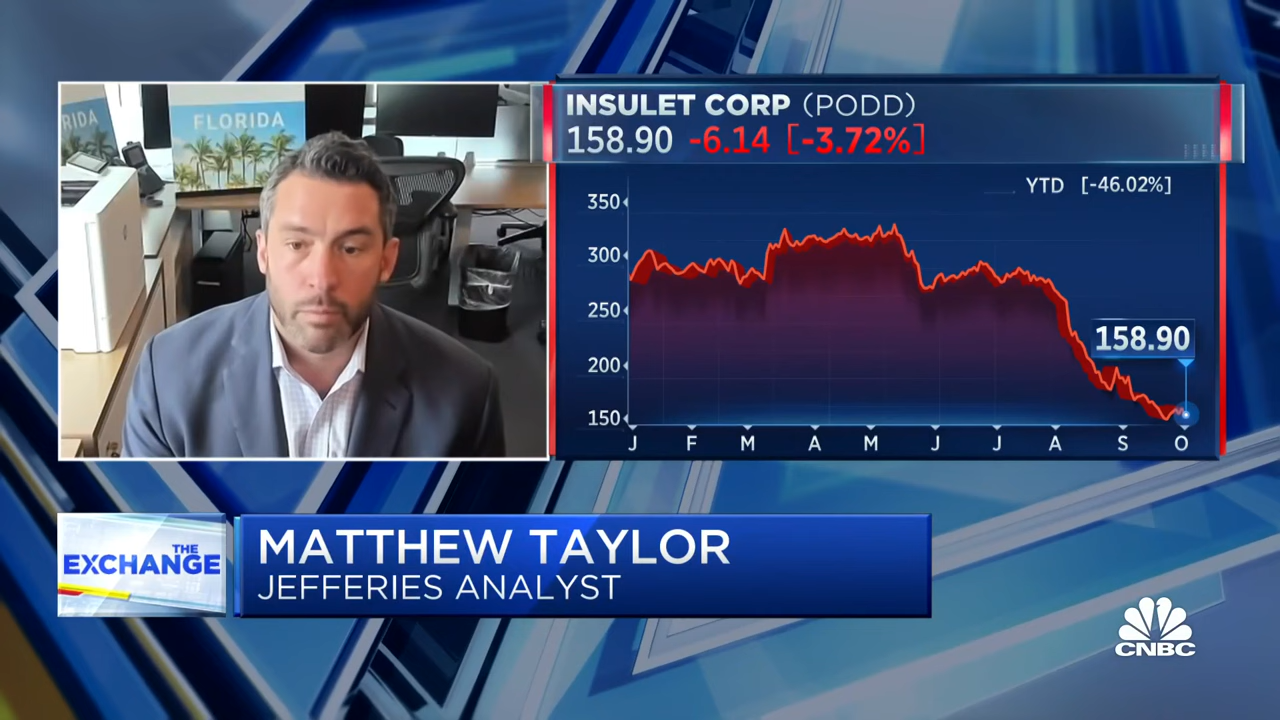 RIDA
FLORIDA
INSULET CORP (PODD)
158.90 -6.14 [-3.72%]
YTD [-46.02%]
350
300
250
200
150
158.90
J F M A M J J A S O
THE
EXCHANGE
MATTHEW TAYLOR
JEFFERIES ANALYST
CNBC